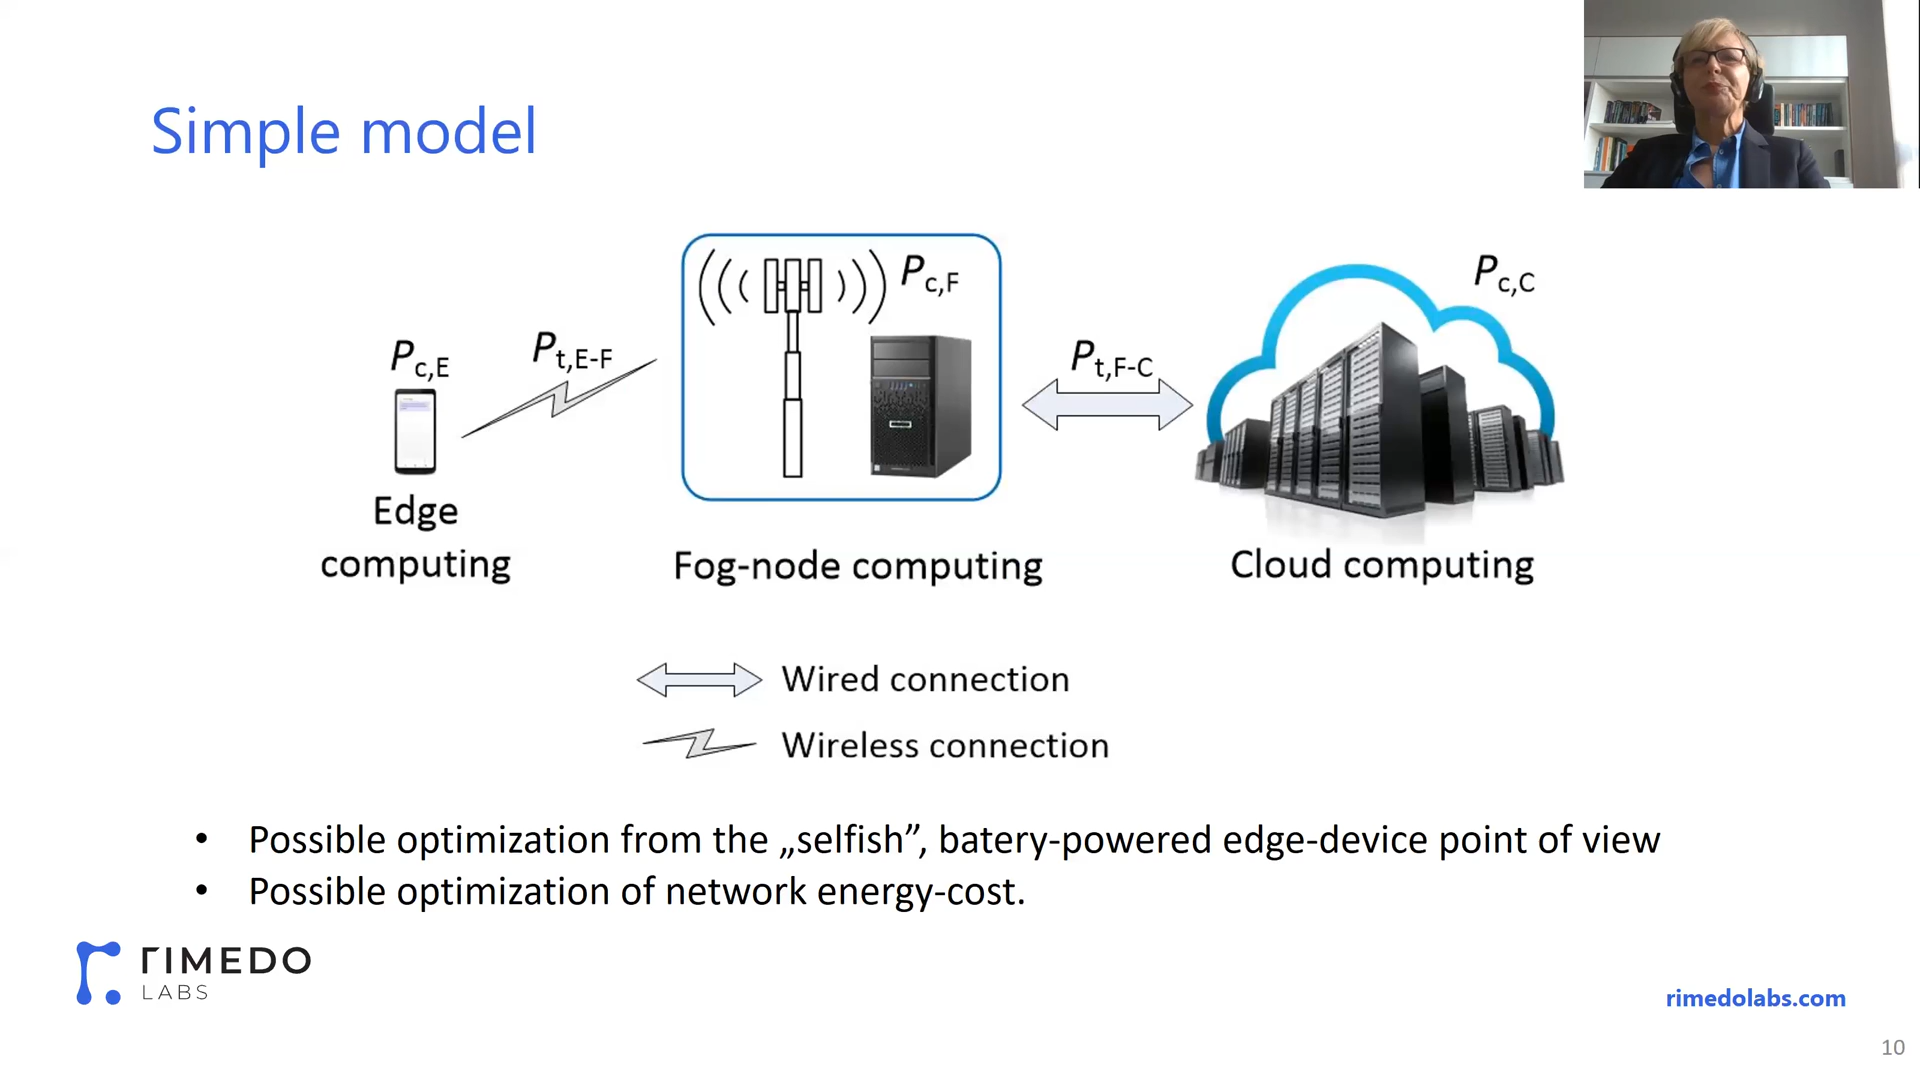 Simple model
Pc,E
Pt,E-F
Pc,F
Pt,F-C
Pc,C
Edge
computing
Fog-node computing
Cloud computing
Wired connection
Wireless connection
• Possible optimization from the „selfish”, batery-powered edge-device point of view
• Possible optimization of network energy-cost.
rIMEDO
LABS
rimedolabs.com
10